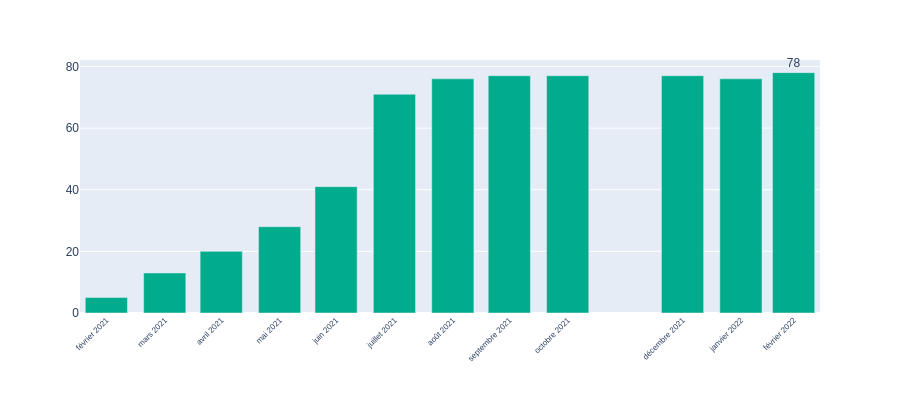 78
80
60
40
20
0
février 2021
mars 2021
avril 2021
mai 2021
juin 2021
juillet 2021
août 2021
septembre 2021
octobre 2021
décembre 2021
janvier 2022
février 2022